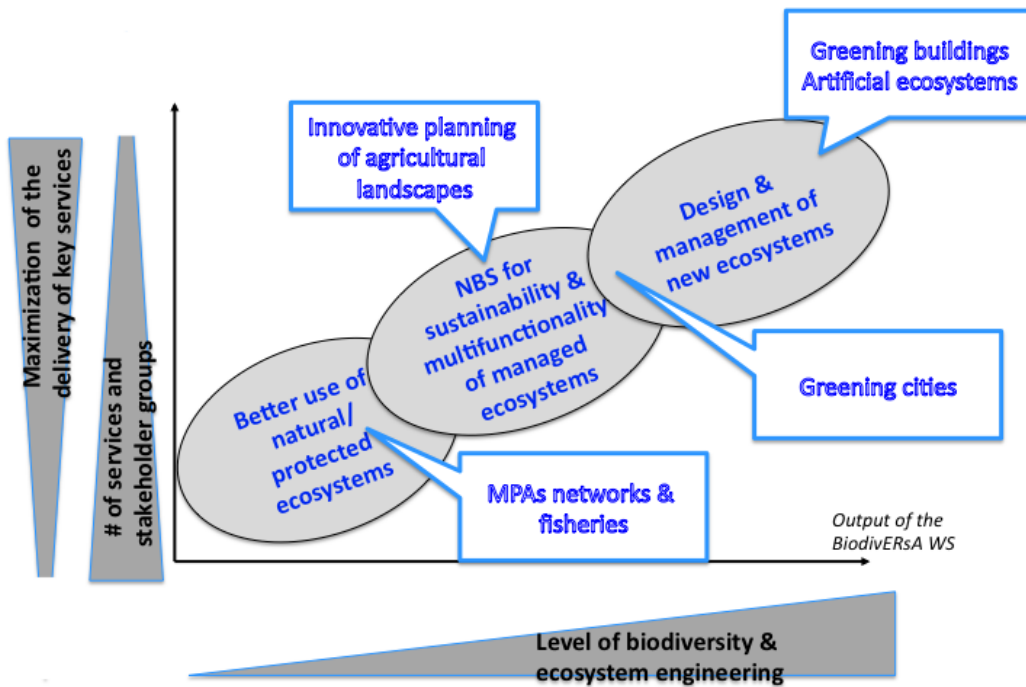 Greening buildings
Artificial ecosystems
Innovative planning
of agricultural
landscapes
Maximization of the
delivery of key services
# of services and
stakeholder groups
Design &
management of
new ecosystems
NBS for
sustainability &
multifunctionality
of managed
ecosystems
Greening cities
Better use of
natural/
protected
ecosystems
MPAs networks &
fisheries
Output of the
BiodivERsA WS
Level of biodiversity &
ecosystem engineering